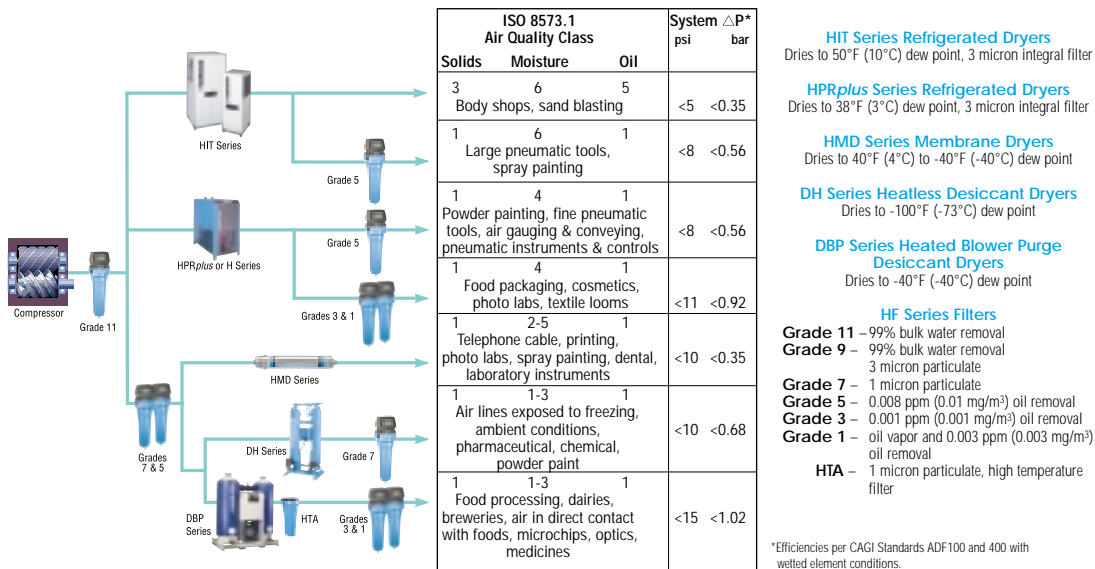 HIT Series
Grade 5
Grade 5
HPRplus or H Series
Compressor
Grade 11
Grades 3 & 1
HMD Series
Grades
7 & 5
DH Series
Grade 7
DBP
Series
HTA
Grades
3 & 1
ISO 8573.1
Air Quality Class
System △P*
psi bar
Solids Moisture Oil
3 6 5
Body shops, sand blasting
<5 <0.35
1 6 1
Large pneumatic tools,
spray painting
<8 <0.56
1 4 1
Powder painting, fine pneumatic
tools, air gauging & conveying,
pneumatic instruments & controls
<8 <0.56
1 4 1
Food packaging, cosmetics,
photo labs, textile looms
<11 <0.92
1 2-5 1
Telephone cable, printing,
photo labs, spray painting, dental,
laboratory instruments
<10 <0.35
1 1-3 1
Air lines exposed to freezing,
ambient conditions,
pharmaceutical, chemical,
powder paint
<10 <0.68
1 1-3 1
Food processing, dairies,
breweries, air in direct contact
with foods, microchips, optics,
medicines
<15 <1.02
HIT Series Refrigerated Dryers
Dries to 50°F (10°C) dew point, 3 micron integral filter
HPRplus Series Refrigerated Dryers
Dries to 38°F (3°C) dew point, 3 micron integral filter
HMD Series Membrane Dryers
Dries to 40°F (4°C) to -40°F (-40°C) dew point
DH Series Heatless Desiccant Dryers
Dries to -100°F (-73°C) dew point
DBP Series Heated Blower Purge
Desiccant Dryers
Dries to -40°F (-40°C) dew point
HF Series Filters
Grade 11 – 99% bulk water removal
Grade 9 – 99% bulk water removal
3 micron particulate
Grade 7 – 1 micron particulate
Grade 5 – 0.008 ppm (0.01 mg/m³) oil removal
Grade 3 – 0.001 ppm (0.001 mg/m³) oil removal
Grade 1 – oil vapor and 0.003 ppm (0.003 mg/m³)
oil removal
HTA – 1 micron particulate, high temperature
filter
*Efficiencies per CAGI Standards ADF100 and 400 with
wetted element conditions.